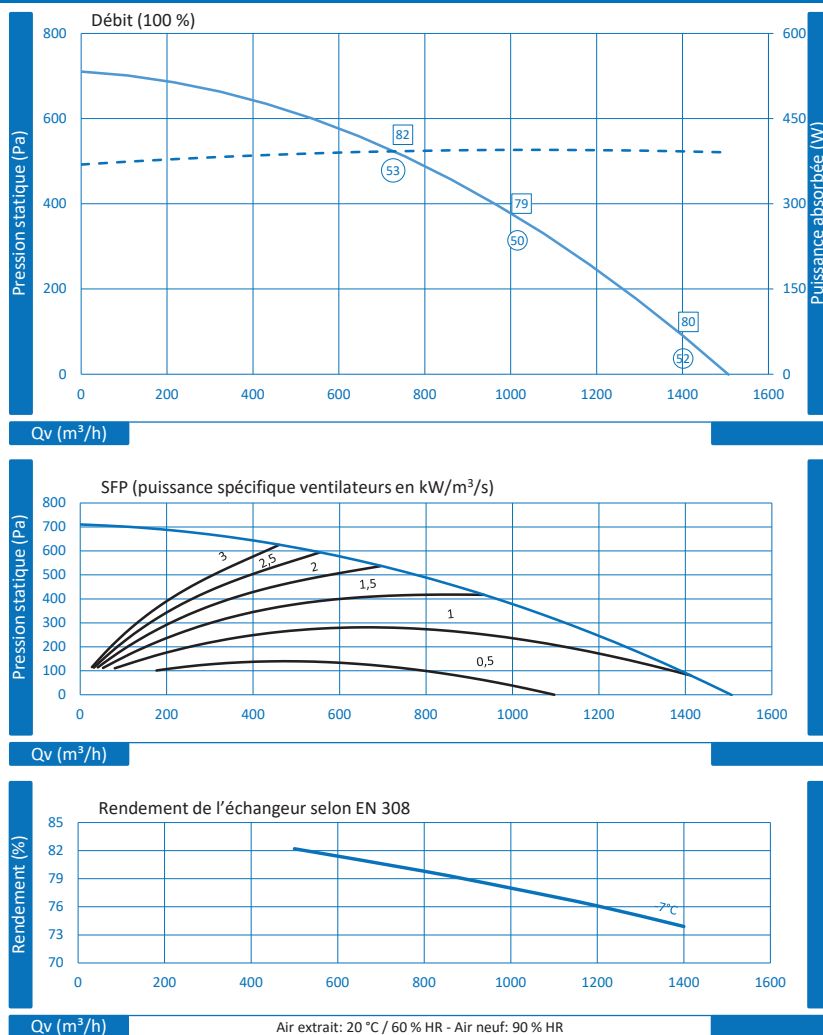 Débit (100 %)
Pression statique (Pa)
800
600
400
200
0
600
450
300
150
0
Puissance absorbée (W)
82
53
79
50
80
52
0 200 400 600 800 1000 1200 1400 1600
Qv (m³/h)
SFP (puissance spécifique ventilateurs en kW/m³/s)
Pression statique (Pa)
800
700
600
500
400
300
200
100
0
3
2,5
2
1,5
1
0,5
0 200 400 600 800 1000 1200 1400 1600
Qv (m³/h)
Rendement de l’échangeur selon EN 308
Rendement (%)
85
82
79
76
73
70
-7°C
0 200 400 600 800 1000 1200 1400 1600
Qv (m³/h)
Air extrait: 20 °C / 60 % HR - Air neuf: 90 % HR